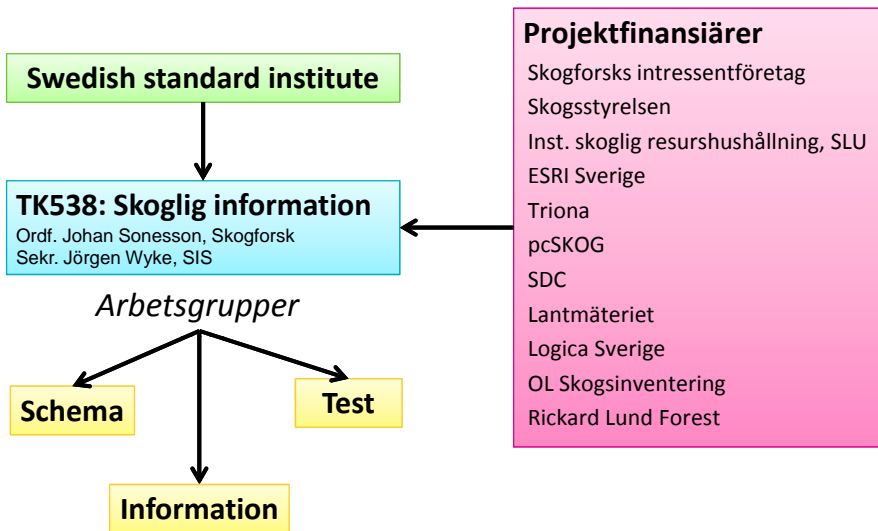 Swedish standard institute
TK538: Skoglig information
Ordf. Johan Sonesson, Skogforsk
Sekr. Jörgen Wyke, SIS
Arbetsgrupper
Schema
Test
Information
Projektfinansiärer
Skogforsks intressentföretag
Skogsstyrelsen
Inst. skoglig resurshushållning, SLU
ESRI Sverige
Triona
pcSKOG
SDC
Lantmäteriet
Logica Sverige
OL Skogsinventering
Rickard Lund Forest